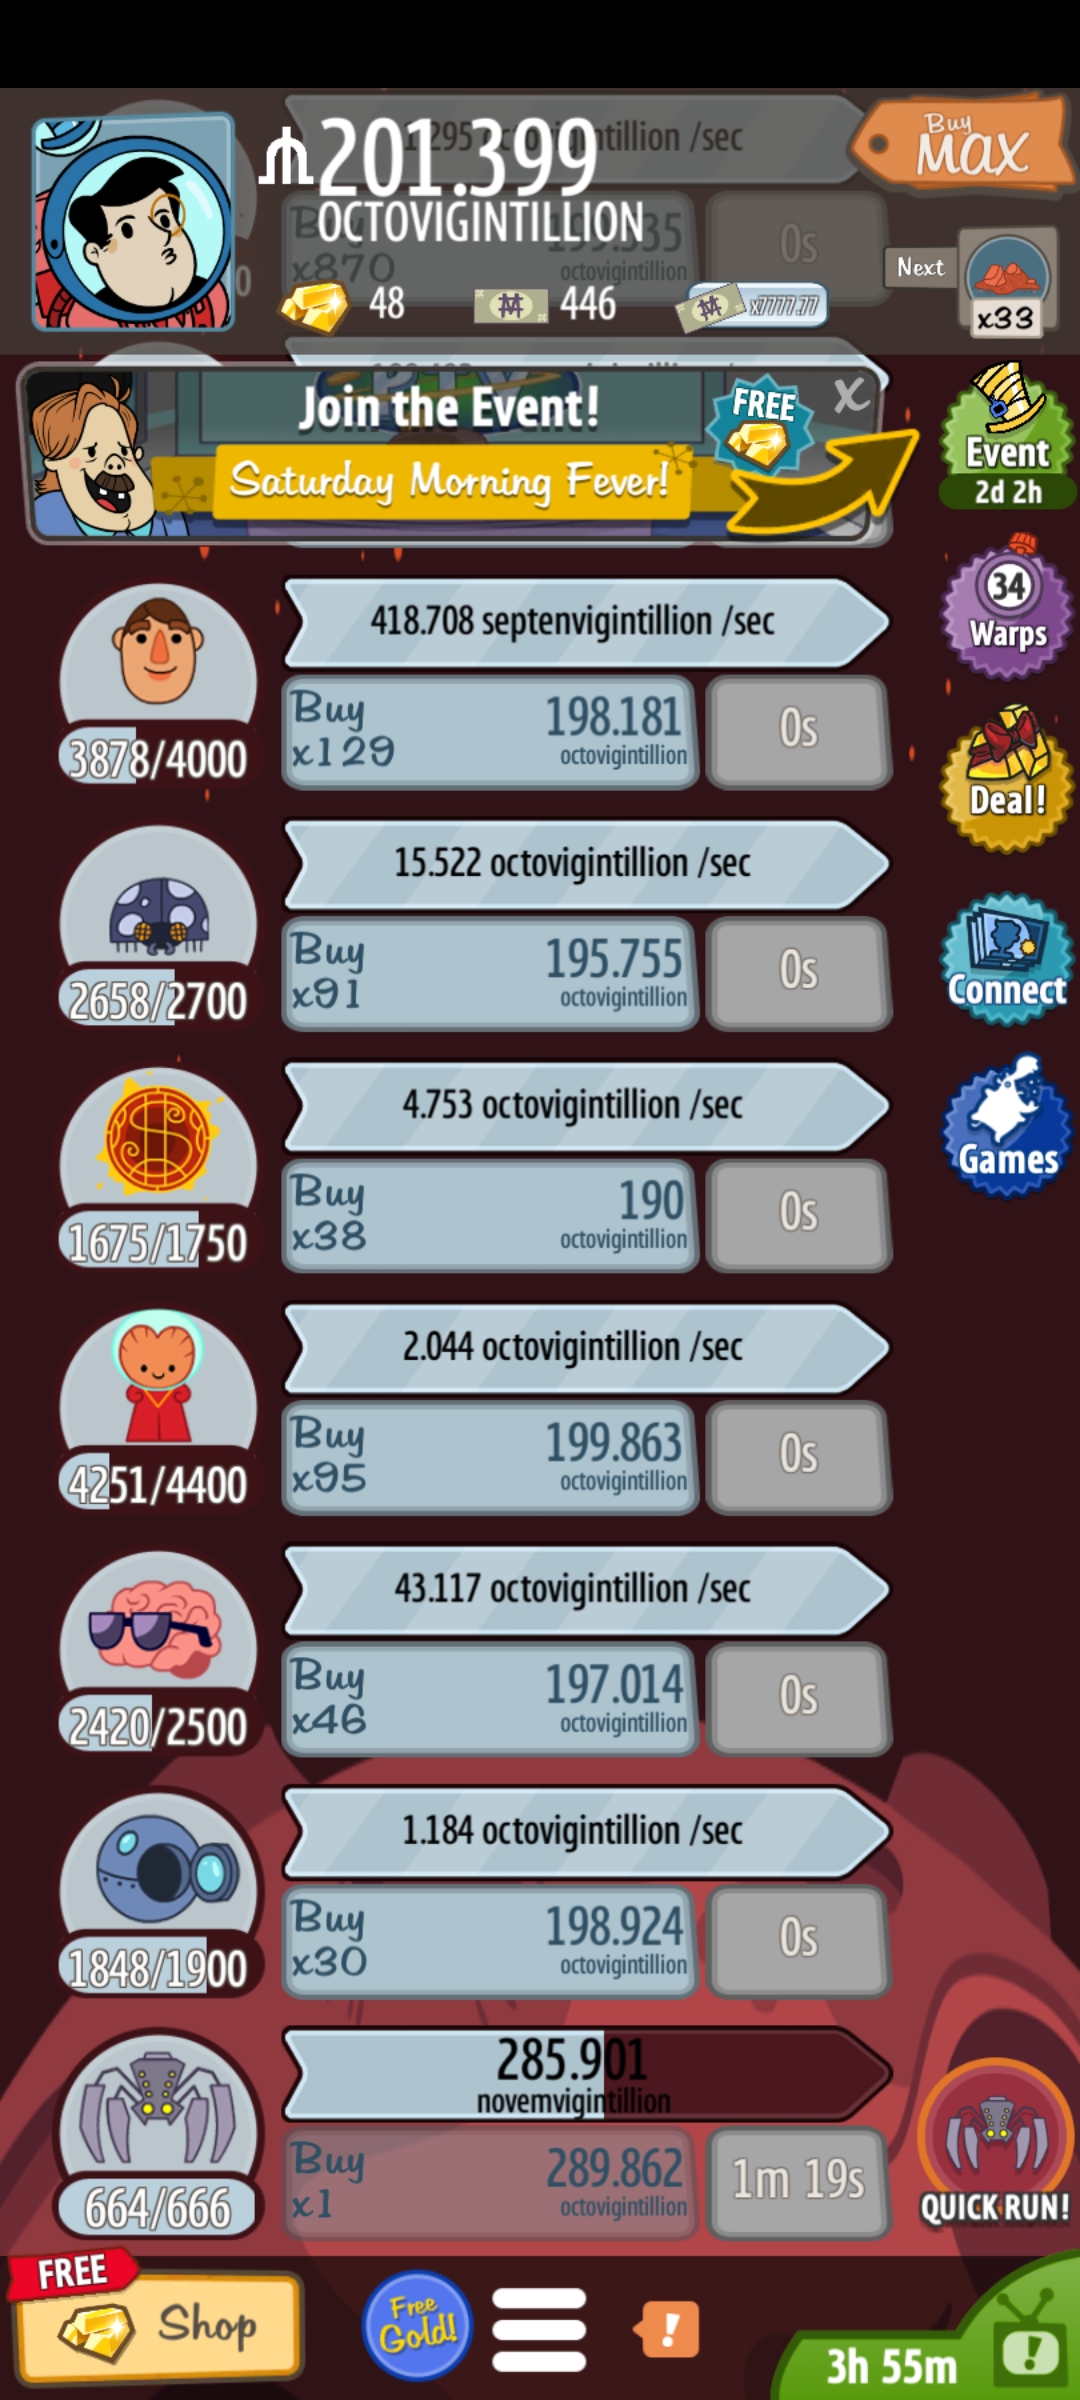 201.399
OCTOVIGINTILLION
48
446
x7777.77
Buy
MAX
Next
x33
octovigintillion /sec
x870
octovigintillion
0s
Join the Event!
Saturday Morning Fever!
FREE
X
Event
2d 2h
418.708 septenvigintillion /sec
3878/4000
Buy
x129
198.181
octovigintillion
0s
34
Warps
Deal!
15.522 octovigintillion /sec
2658/2700
Buy
x91
195.755
octovigintillion
0s
Connect
4.753 octovigintillion /sec
1675/1750
Buy
x38
190
octovigintillion
0s
Games
2.044 octovigintillion /sec
4251/4400
Buy
x95
199.863
octovigintillion
0s
43.117 octovigintillion /sec
2420/2500
Buy
x46
197.014
octovigintillion
0s
1.184 octovigintillion /sec
1848/1900
Buy
x30
198.924
octovigintillion
0s
285.901
novemvigintillion
664/666
Buy
x1
289.862
octovigintillion
1m 19s
QUICK RUN!
FREE
Shop
Free
Gold!
!
3h 55m
!